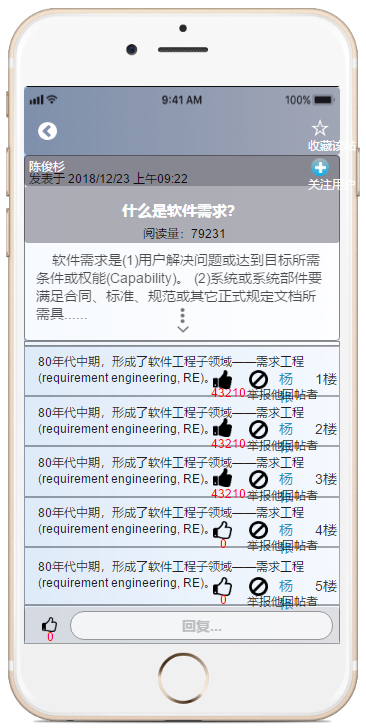 9:41 AM
100%
收藏该帖
陈俊杉
发表于 2018/12/23 上午09:22
关注用户
什么是软件需求?
阅读量: 79231
软件需求是(1)用户解决问题或达到目标所需
条件或权能(Capability)。 (2)系统或系统部件要
满足合同、标准、规范或其它正式规定文档所
需具......
80年代中期，形成了软件工程子领域——需求工程
(requirement engineering, RE)。
杨
1楼
43210
举报他
回帖者
80年代中期，形成了软件工程子领域——需求工程
(requirement engineering, RE)。
杨
2楼
43210
举报他
回帖者
80年代中期，形成了软件工程子领域——需求工程
(requirement engineering, RE)。
杨
3楼
43210
举报他
回帖者
80年代中期，形成了软件工程子领域——需求工程
(requirement engineering, RE)。
杨
4楼
0
举报他
回帖者
80年代中期，形成了软件工程子领域——需求工程
(requirement engineering, RE)。
杨
5楼
0
举报他
回帖者
0
回复...